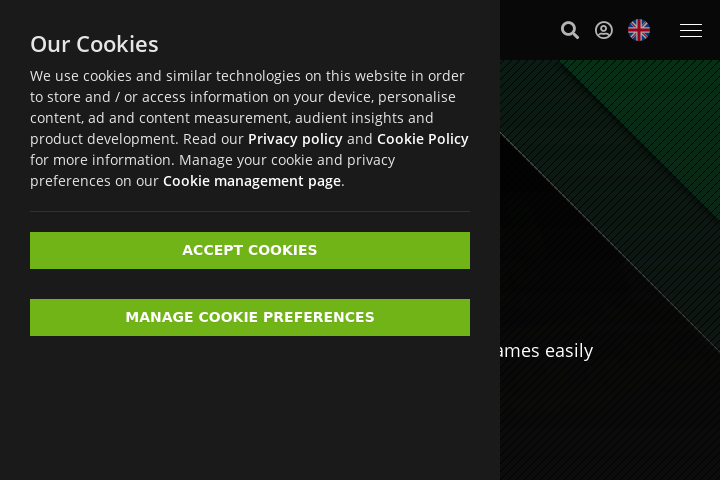 Our Cookies
We use cookies and similar technologies on this website in order
to store and / or access information on your device, personalise
content, ad and content measurement, audient insights and
product development. Read our Privacy policy and Cookie Policy
for more information. Manage your cookie and privacy
preferences on our Cookie management page.
ACCEPT COOKIES
MANAGE COOKIE PREFERENCES
easily